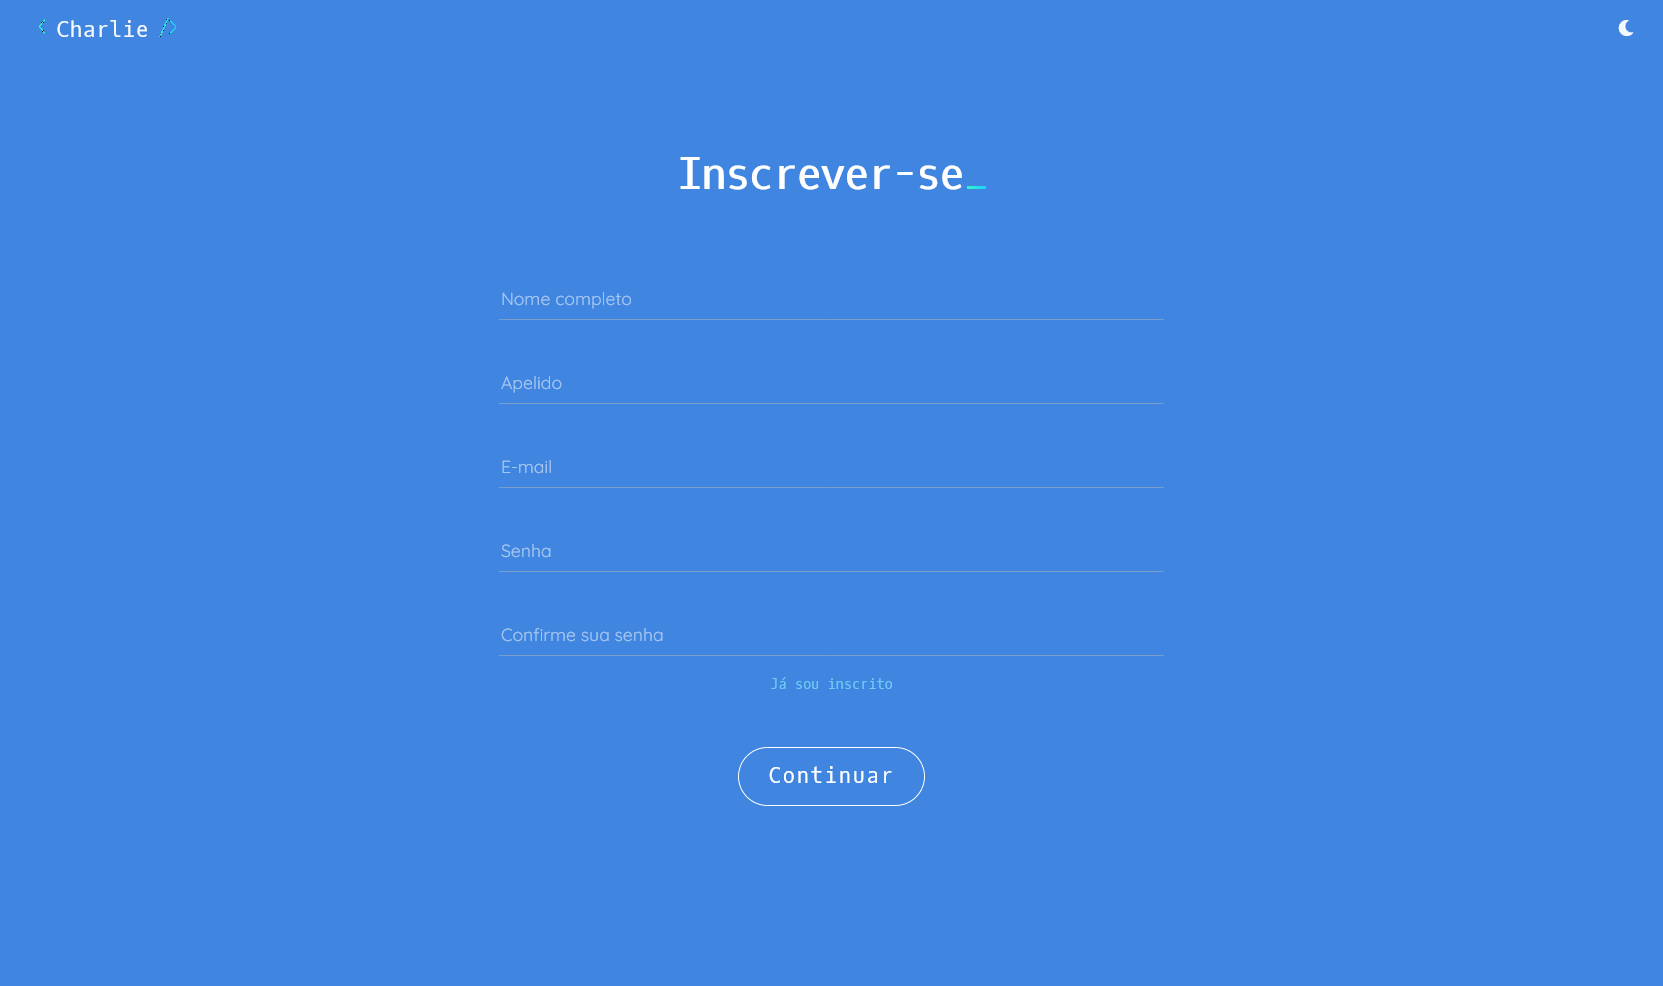 < Charlie />
Inscrever-se_
Nome completo
Apelido
E-mail
Senha
Confirme sua senha
Já sou inscrito
Continuar